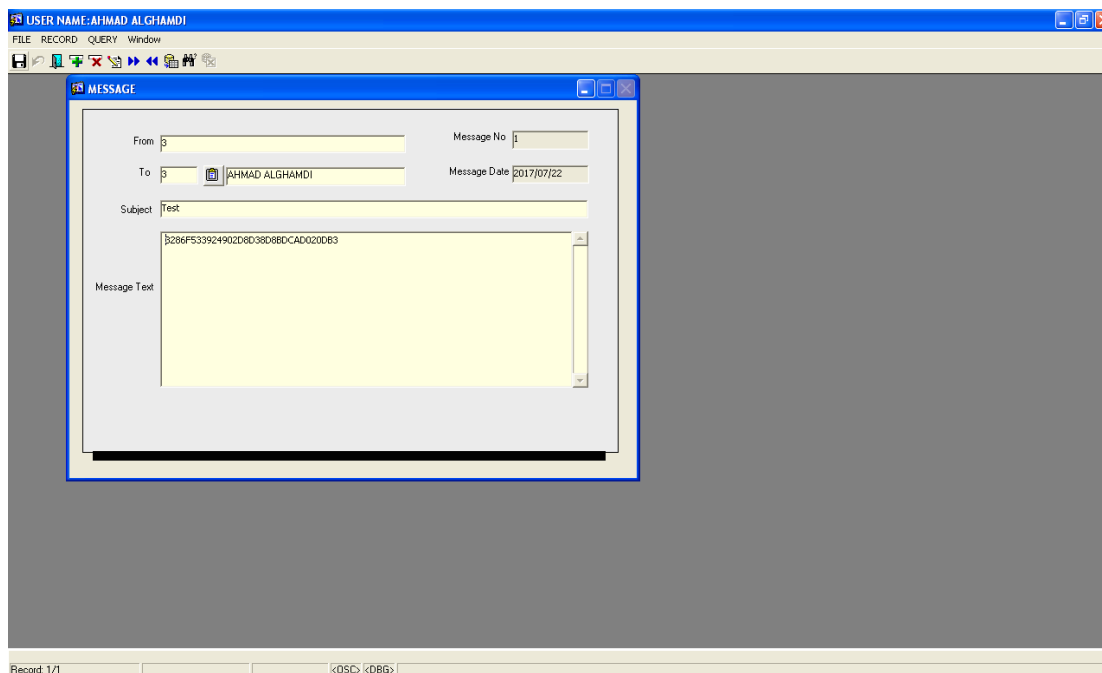 USER NAME:AHMAD ALGHAMDI
FILE RECORD QUERY Window
MESSAGE
From 3
Message No 1
To 3 AHMAD ALGHAMDI
Message Date 2017/07/22
Subject Test
Message Text 3286F533924902D8D38D8BDCAD020DB3
Record: 1/1 <OSC> <DBG>